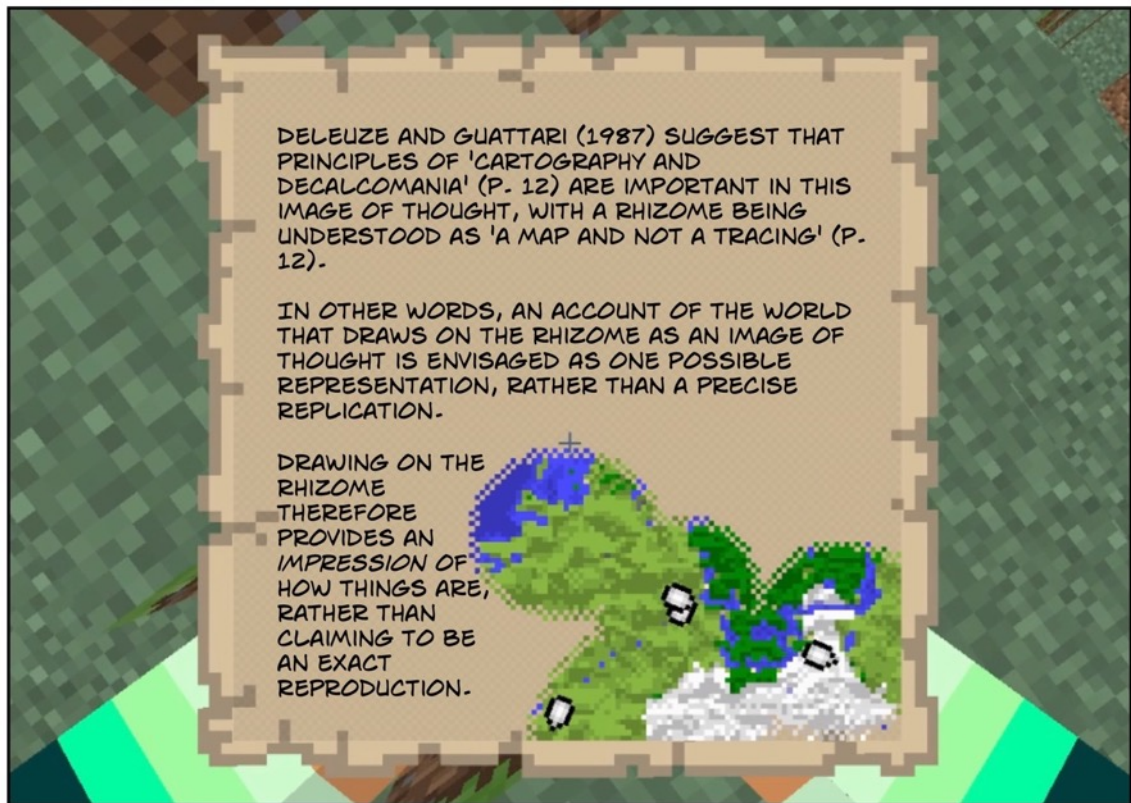 DELEUZE AND GUATTARI (1987) SUGGEST THAT
PRINCIPLES OF 'CARTOGRAPHY AND
DECALCOMANIA' (P. 12) ARE IMPORTANT IN THIS
IMAGE OF THOUGHT, WITH A RHIZOME BEING
UNDERSTOOD AS 'A MAP AND NOT A TRACING' (P.
12).
IN OTHER WORDS, AN ACCOUNT OF THE WORLD
THAT DRAWS ON THE RHIZOME AS AN IMAGE OF
THOUGHT IS ENVISAGED AS ONE POSSIBLE
REPRESENTATION, RATHER THAN A PRECISE
REPLICATION.
DRAWING ON THE
RHIZOME
THEREFORE
PROVIDES AN
IMPRESSION OF
HOW THINGS ARE,
RATHER THAN
CLAIMING TO BE
AN EXACT
REPRODUCTION.